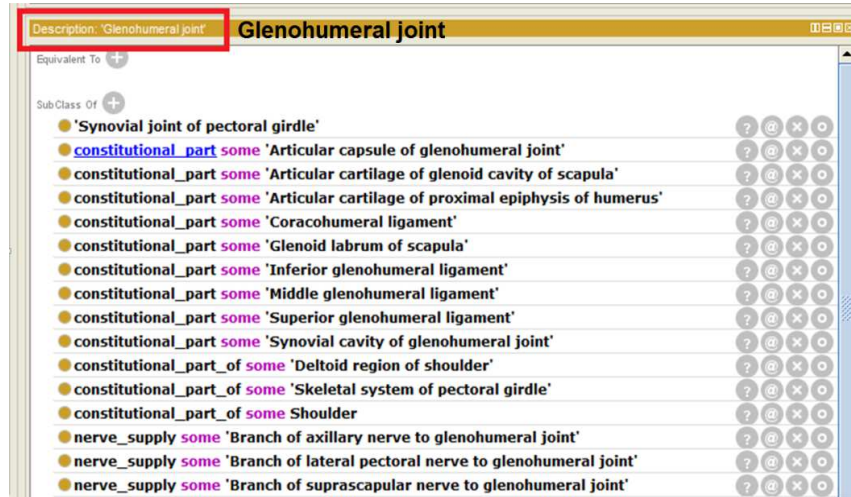 Description: 'Glenohumeral joint' Glenohumeral joint
Equivalent To
SubClass Of
'Synovial joint of pectoral girdle'
constitutional_part some 'Articular capsule of glenohumeral joint'
constitutional_part some 'Articular cartilage of glenoid cavity of scapula'
constitutional_part some 'Articular cartilage of proximal epiphysis of humerus'
constitutional_part some 'Coracohumeral ligament'
constitutional_part some 'Glenoid labrum of scapula'
constitutional_part some 'Inferior glenohumeral ligament'
constitutional_part some 'Middle glenohumeral ligament'
constitutional_part some 'Superior glenohumeral ligament'
constitutional_part some 'Synovial cavity of glenohumeral joint'
constitutional_part_of some 'Deltoid region of shoulder'
constitutional_part_of some 'Skeletal system of pectoral girdle'
constitutional_part_of some Shoulder
nerve_supply some 'Branch of axillary nerve to glenohumeral joint'
nerve_supply some 'Branch of lateral pectoral nerve to glenohumeral joint'
nerve_supply some 'Branch of suprascapular nerve to glenohumeral joint'